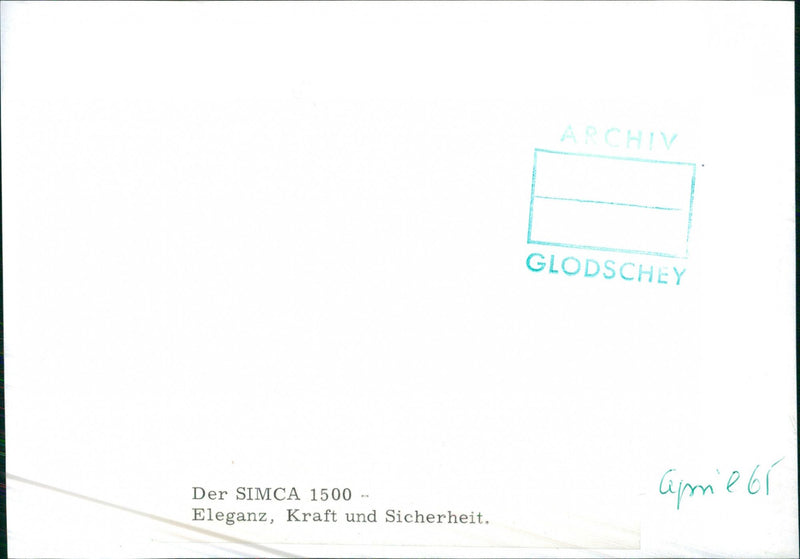 ARCHIV
GLODSCHEY
april 65
Der SIMCA 1500 --
Eleganz, Kraft und Sicherheit.